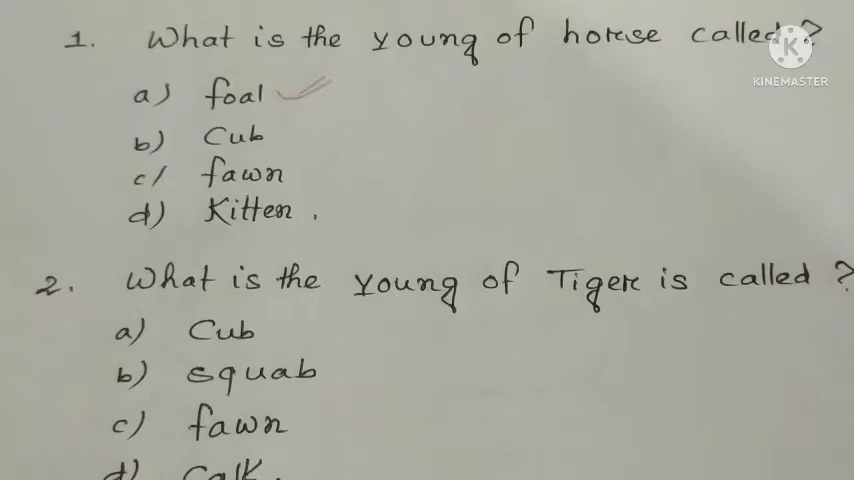 1. What is the young of horse called?
K
KINEMASTER
a) foal
b) Cub
c) fawn
d) Kitten.
2. What is the young of Tiger is called?
a) Cub
b) squab
c) fawn
d)